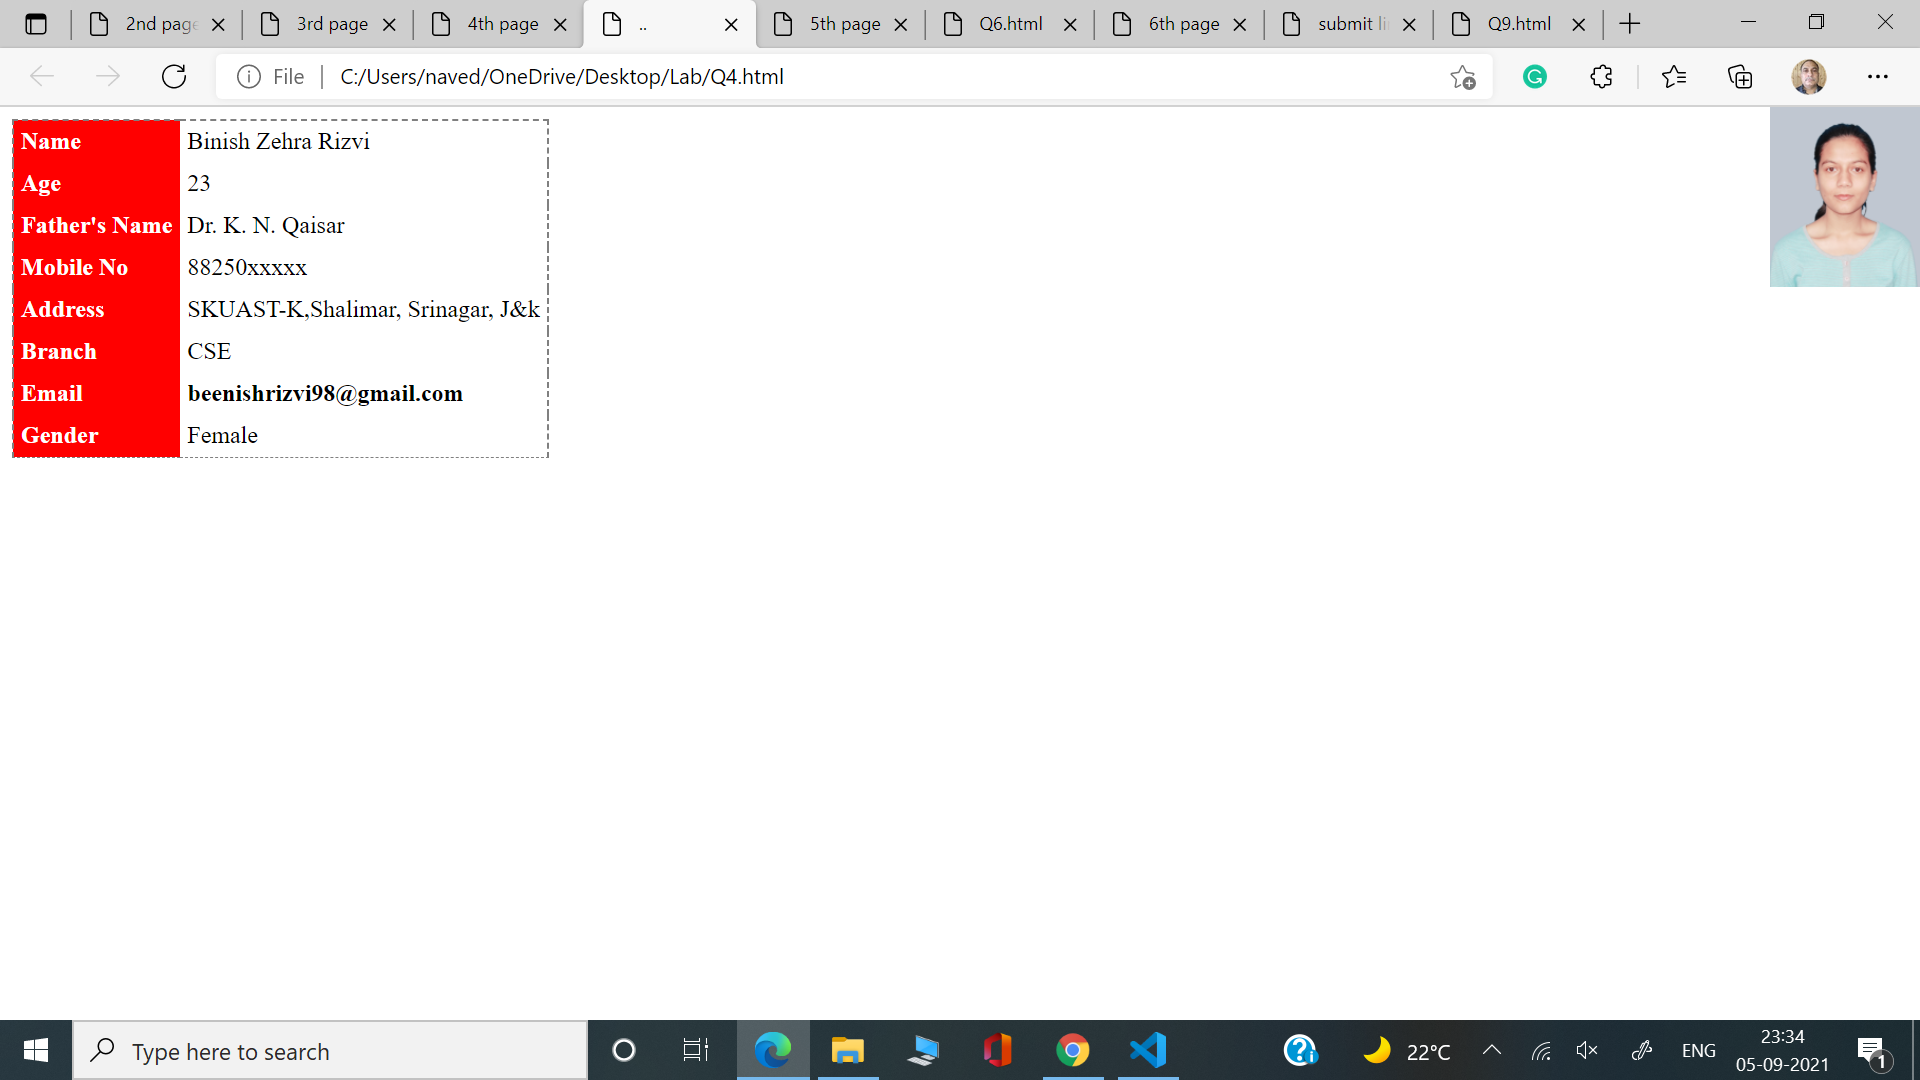 2nd page
3rd page
4th page
..
5th page
Q6.html
6th page
submit li
Q9.html
File
C:/Users/naved/OneDrive/Desktop/Lab/Q4.html
Name Binish Zehra Rizvi
Age 23
Father's Name Dr. K. N. Qaisar
Mobile No 88250xxxxx
Address SKUAST-K,Shalimar, Srinagar, J&k
Branch CSE
Email beenishrizvi98@gmail.com
Gender Female
Type here to search
22°C
ENG
23:34
05-09-2021
1